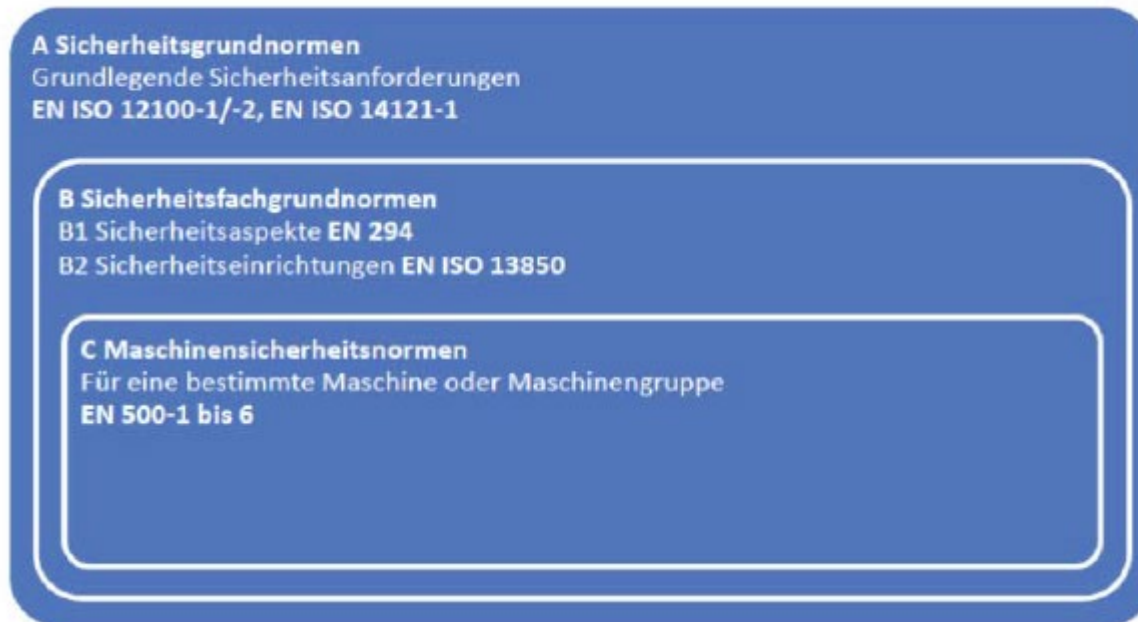 A Sicherheitsgrundnormen
Grundlegende Sicherheitsanforderungen
EN ISO 12100-1/-2, EN ISO 14121-1
B Sicherheitsfachgrundnormen
B1 Sicherheitsaspekte EN 294
B2 Sicherheitseinrichtungen EN ISO 13850
C Maschinensicherheitsnormen
Für eine bestimmte Maschine oder Maschinengruppe
EN 500-1 bis 6